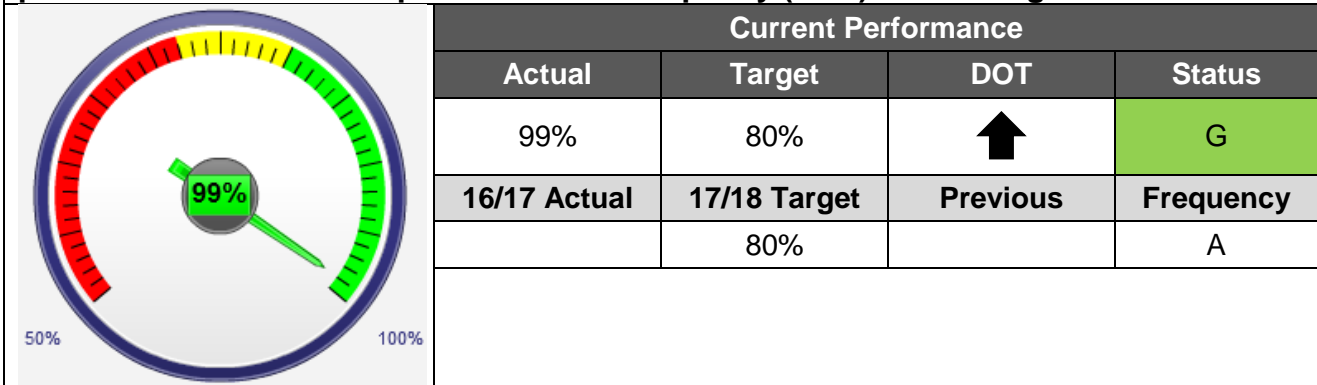 Current Performance
Actual Target DOT Status
99% 80% G
16/17 Actual 17/18 Target Previous Frequency
80% A
99%
50% 100%